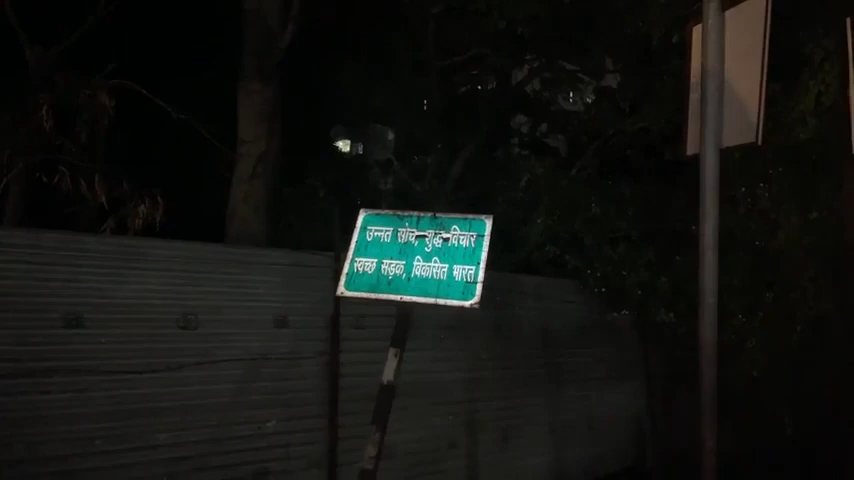 उन्नत सोच, शुद्ध विचार
स्वच्छ सड़क, विकसित भारत